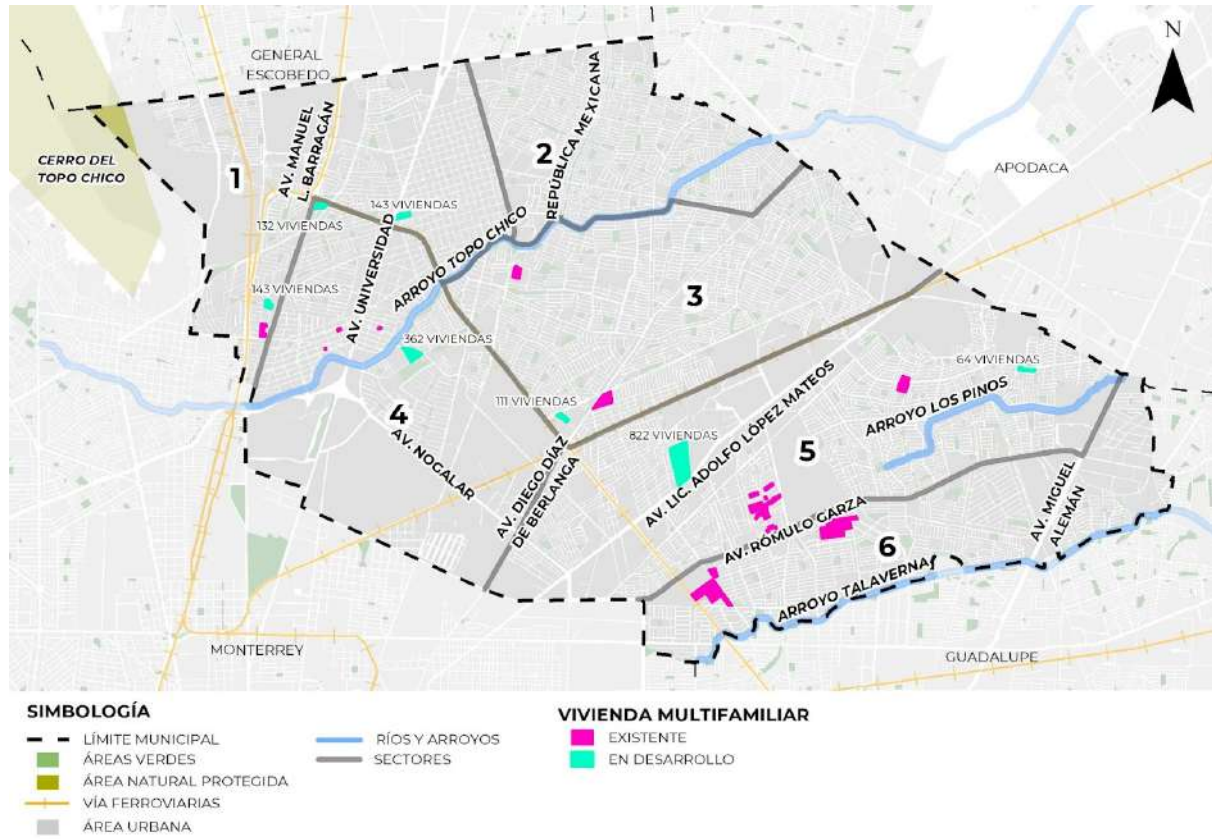 N
GENERAL
ESCOBEDO
CERRO DEL
TOPO CHICO
1
AV. MANUEL
L. BARRAGÁN
2
REPÚBLICA MEXICANA
APODACA
132 VIVIENDAS
143 VIVIENDAS
AV. UNIVERSIDAD
ARROYO TOPO CHICO
143 VIVIENDAS
3
362 VIVIENDAS
64 VIVIENDAS
4
AV. NOGALAR
111 VIVIENDAS
AV. DIEGO DÍAZ
DE BERLANGA
822 VIVIENDAS
AV. LIC. ADOLFO LÓPEZ MATEOS
5
ARROYO LOS PINOS
AV. RÓMULO GARZA
6
AV. MIGUEL
ALEMÁN
ARROYO TALAVERNA
MONTERREY
GUADALUPE
SIMBOLOGÍA
LÍMITE MUNICIPAL
ÁREAS VERDES
ÁREA NATURAL PROTEGIDA
VÍA FERROVIARIAS
ÁREA URBANA
RÍOS Y ARROYOS
SECTORES
VIVIENDA MULTIFAMILIAR
EXISTENTE
EN DESARROLLO